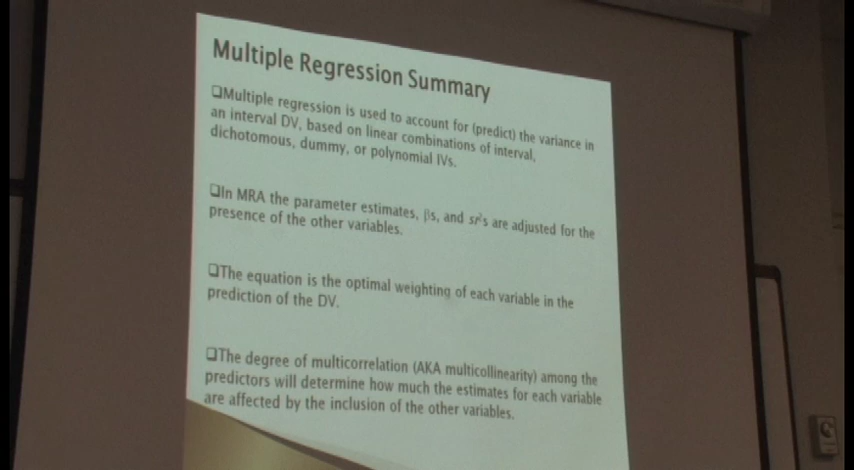 Multiple Regression Summary
❑Multiple regression is used to account for (predict) the variance in
an interval DV, based on linear combinations of interval,
dichotomous, dummy, or polynomial IVs.
❑In MRA the parameter estimates, βs, and sr²s are adjusted for the
presence of the other variables.
❑The equation is the optimal weighting of each variable in the
prediction of the DV.
❑The degree of multicorrelation (AKA multicollinearity) among the
predictors will determine how much the estimates for each variable
are affected by the inclusion of the other variables.